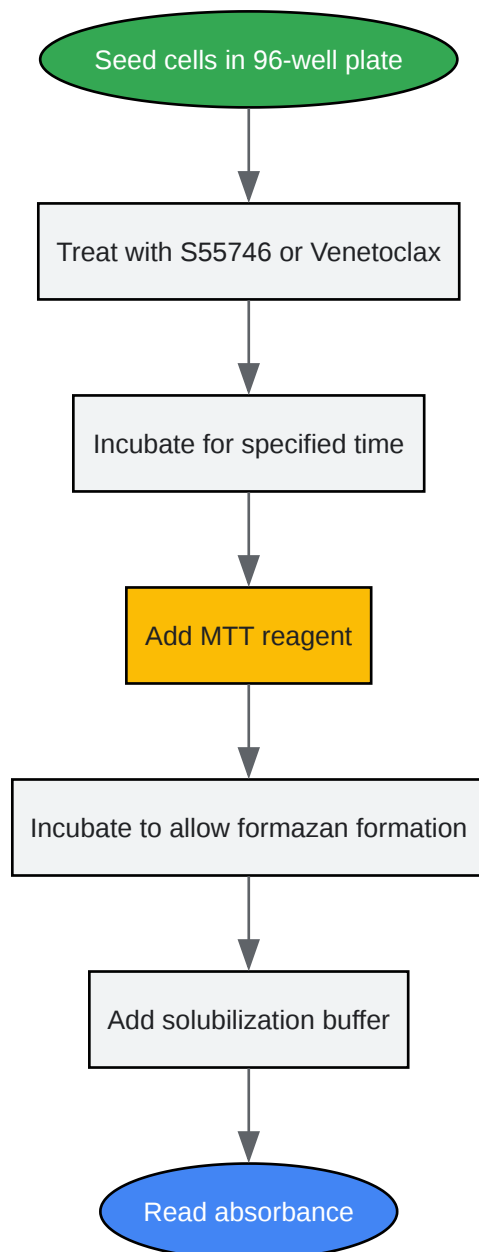 Seed cells in 96-well plate
Treat with S55746 or Venetoclax
Incubate for specified time
Add MTT reagent
Incubate to allow formazan formation
Add solubilization buffer
Read absorbance